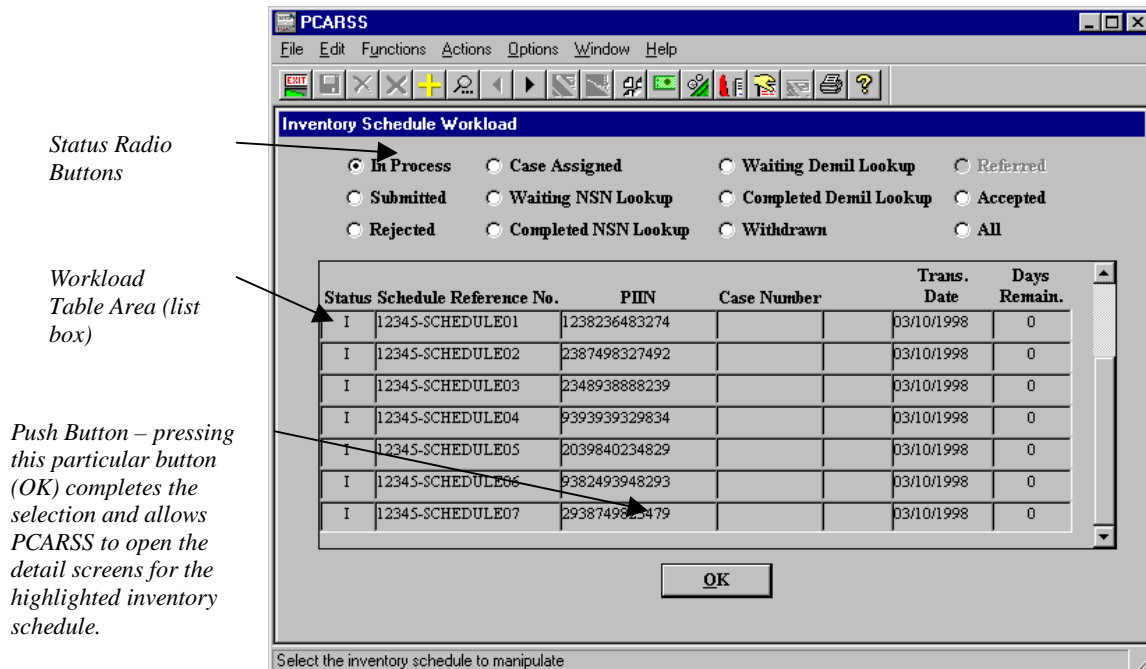 PCARSS
File Edit Functions Actions Options Window Help
EXIT
Inventory Schedule Workload
Status Radio
Buttons
In Process Case Assigned Waiting Demil Lookup Referred
Submitted Waiting NSN Lookup Completed Demil Lookup Accepted
Rejected Completed NSN Lookup Withdrawn All
Workload
Table Area (list
box)
Trans. Days
Status Schedule Reference No. PIIN Case Number Date Remain.
I 12345-SCHEDULE01 1238236483274 03/10/1998 0
I 12345-SCHEDULE02 2387498327492 03/10/1998 0
I 12345-SCHEDULE03 2348938888239 03/10/1998 0
I 12345-SCHEDULE04 9393939329834 03/10/1998 0
I 12345-SCHEDULE05 2039840234829 03/10/1998 0
I 12345-SCHEDULE06 9382493948293 03/10/1998 0
I 12345-SCHEDULE07 03/10/1998 0
Push Button – pressing
this particular button
(OK) completes the
selection and allows
PCARSS to open the
detail screens for the
highlighted inventory
schedule.
OK
Select the inventory schedule to manipulate